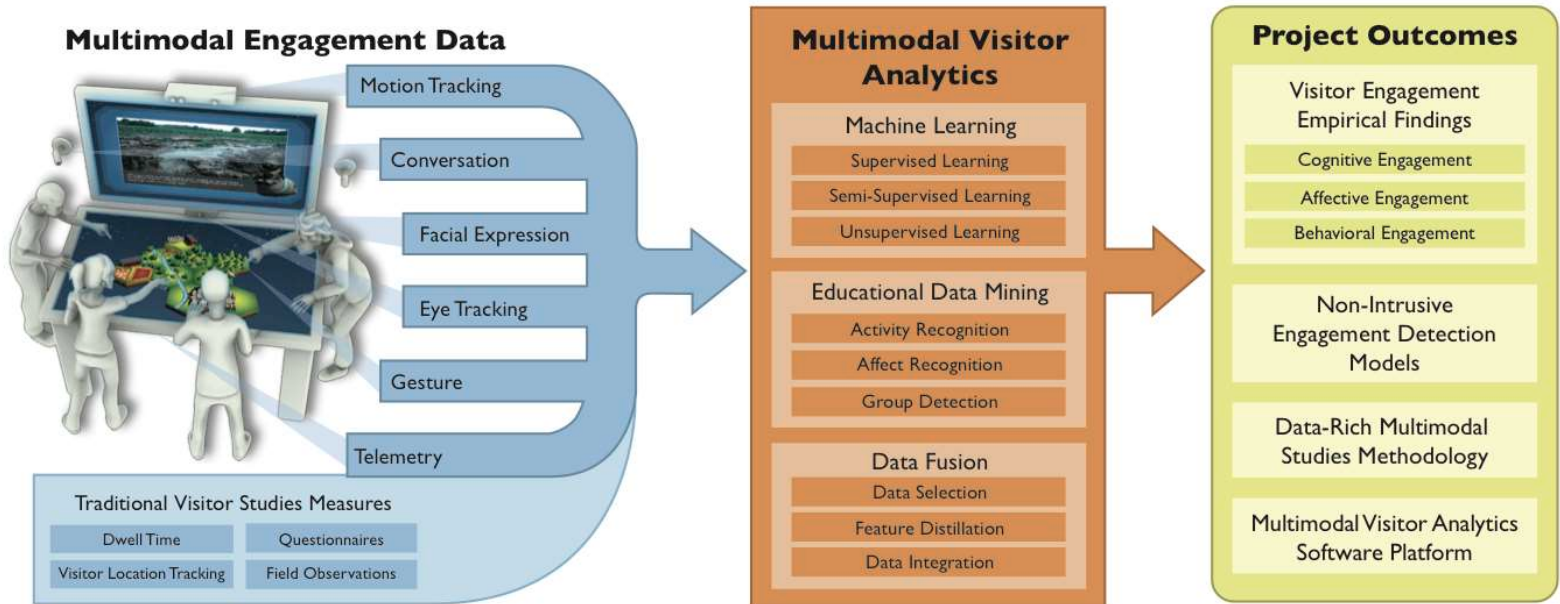 Multimodal Engagement Data
Motion Tracking
Conversation
Facial Expression
Eye Tracking
Gesture
Telemetry
Traditional Visitor Studies Measures
Dwell Time
Questionnaires
Visitor Location Tracking
Field Observations
Multimodal Visitor
Analytics
Machine Learning
Supervised Learning
Semi-Supervised Learning
Unsupervised Learning
Educational Data Mining
Activity Recognition
Affect Recognition
Group Detection
Data Fusion
Data Selection
Feature Distillation
Data Integration
Project Outcomes
Visitor Engagement
Empirical Findings
Cognitive Engagement
Affective Engagement
Behavioral Engagement
Non-Intrusive
Engagement Detection
Models
Data-Rich Multimodal
Studies Methodology
Multimodal Visitor Analytics
Software Platform